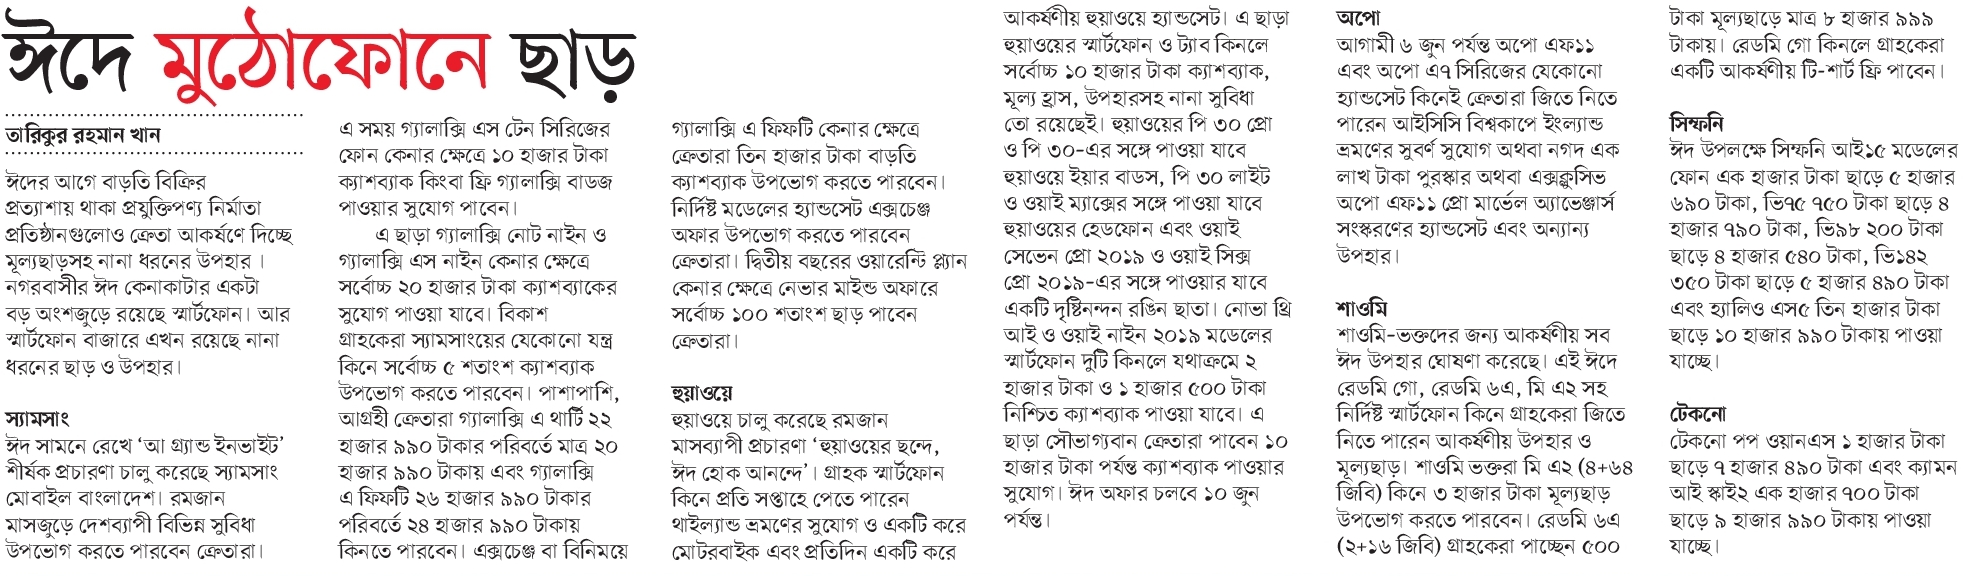 ঈদে মুঠোফোনে ছাড়
তারিকুর রহমান খান
ঈদের আগে বাড়তি বিক্রির
প্রত্যাশায় থাকা প্রযুক্তিপণ্য নির্মাতা
প্রতিষ্ঠানগুলোও ক্রেতা আকর্ষণে দিচ্ছে
মূল্যছাড়সহ নানা ধরনের উপহার ।
নগরবাসীর ঈদ কেনাকাটার একটা
বড় অংশজুড়ে রয়েছে স্মার্টফোন। আর
স্মার্টফোন বাজারে এখন রয়েছে নানা
ধরনের ছাড় ও উপহার।
স্যামসাং
ঈদ সামনে রেখে ‘আ গ্র্যান্ড ইনভাইট’
শীর্ষক প্রচারণা চালু করেছে স্যামসাং
মোবাইল বাংলাদেশ। রমজান
মাসজুড়ে দেশব্যাপী বিভিন্ন সুবিধা
উপভোগ করতে পারবেন ক্রেতারা।
এ সময় গ্যালাক্সি এস টেন সিরিজের
ফোন কেনার ক্ষেত্রে ১০ হাজার টাকা
ক্যাশব্যাক কিংবা ফ্রি গ্যালাক্সি বাডজ
পাওয়ার সুযোগ পাবেন।
এ ছাড়া গ্যালাক্সি নোট নাইন ও
গ্যালাক্সি এস নাইন কেনার ক্ষেত্রে
সর্বোচ্চ ২০ হাজার টাকা ক্যাশব্যাকের
সুযোগ পাওয়া যাবে। বিকাশ
গ্রাহকেরা স্যামসাংয়ের যেকোনো যন্ত্র
কিনে সর্বোচ্চ ৫ শতাংশ ক্যাশব্যাক
উপভোগ করতে পারবেন। পাশাপাশি,
আগ্রহী ক্রেতারা গ্যালাক্সি এ থার্টি ২২
হাজার ৯৯০ টাকার পরিবর্তে মাত্র ২০
হাজার ৯৯০ টাকায় এবং গ্যালাক্সি
এ ফিফটি ২৬ হাজার ৯৯০ টাকার
পরিবর্তে ২৪ হাজার ৯৯০ টাকায়
কিনতে পারবেন। এক্সচেঞ্জ বা বিনিময়ে
গ্যালাক্সি এ ফিফটি কেনার ক্ষেত্রে
ক্রেতারা তিন হাজার টাকা বাড়তি
ক্যাশব্যাক উপভোগ করতে পারবেন।
নির্দিষ্ট মডেলের হ্যান্ডসেট এক্সচেঞ্জ
অফার উপভোগ করতে পারবেন
ক্রেতারা। দ্বিতীয় বছরের ওয়ারেন্টি প্ল্যান
কেনার ক্ষেত্রে নেভার মাইন্ড অফারে
সর্বোচ্চ ১০০ শতাংশ ছাড় পাবেন
ক্রেতারা।
হুয়াওয়ে
হুয়াওয়ে চালু করেছে রমজান
মাসব্যাপী প্রচারণা ‘হুয়াওয়ের ছন্দে,
ঈদ হোক আনন্দে’। গ্রাহক স্মার্টফোন
কিনে প্রতি সপ্তাহে পেতে পারেন
থাইল্যান্ড ভ্রমণের সুযোগ ও একটি করে
মোটরবাইক এবং প্রতিদিন একটি করে
আকর্ষণীয় হুয়াওয়ে হ্যান্ডসেট। এ ছাড়া
হুয়াওয়ের স্মার্টফোন ও ট্যাব কিনলে
সর্বোচ্চ ১০ হাজার টাকা ক্যাশব্যাক,
মূল্য হ্রাস, উপহারসহ নানা সুবিধা
তো রয়েছেই। হুয়াওয়ের পি ৩০ প্রো
ও পি ৩০-এর সঙ্গে পাওয়া যাবে
হুয়াওয়ে ইয়ার বাডস, পি ৩০ লাইট
ও ওয়াই ম্যাক্সের সঙ্গে পাওয়া যাবে
হুয়াওয়ের হেডফোন এবং ওয়াই
সেভেন প্রো ২০১৯ ও ওয়াই সিক্স
প্রো ২০১৯-এর সঙ্গে পাওয়ার যাবে
একটি দৃষ্টিনন্দন রঙিন ছাতা। নোভা থ্রি
আই ও ওয়াই নাইন ২০১৯ মডেলের
স্মার্টফোন দুটি কিনলে যথাক্রমে ২
হাজার টাকা ও ১ হাজার ৫০০ টাকা
নিশ্চিত ক্যাশব্যাক পাওয়া যাবে। এ
ছাড়া সৌভাগ্যবান ক্রেতারা পাবেন ১০
হাজার টাকা পর্যন্ত ক্যাশব্যাক পাওয়ার
সুযোগ। ঈদ অফার চলবে ১০ জুন
পর্যন্ত।
অপো
আগামী ৬ জুন পর্যন্ত অপো এফ১১
এবং অপো এ৭ সিরিজের যেকোনো
হ্যান্ডসেট কিনেই ক্রেতারা জিতে নিতে
পারেন আইসিসি বিশ্বকাপে ইংল্যান্ড
ভ্রমণের সুবর্ণ সুযোগ অথবা নগদ এক
লাখ টাকা পুরস্কার অথবা এক্সক্লুসিভ
অপো এফ১১ প্রো মার্ভেল অ্যাভেঞ্জার্স
সংস্করণের হ্যান্ডসেট এবং অন্যান্য
উপহার।
শাওমি
শাওমি-ভক্তদের জন্য আকর্ষণীয় সব
ঈদ উপহার ঘোষণা করেছে। এই ঈদে
রেডমি গো, রেডমি ৬এ, মি এ২ সহ
নির্দিষ্ট স্মার্টফোন কিনে গ্রাহকেরা জিতে
নিতে পারেন আকর্ষণীয় উপহার ও
মূল্যছাড়। শাওমি ভক্তরা মি এ২ (৪+৬৪
জিবি) কিনে ৩ হাজার টাকা মূল্যছাড়
উপভোগ করতে পারবেন। রেডমি ৬এ
(২+১৬ জিবি) গ্রাহকেরা পাচ্ছেন ৫০০
টাকা মূল্যছাড়ে মাত্র ৮ হাজার ৯৯৯
টাকায়। রেডমি গো কিনলে গ্রাহকেরা
একটি আকর্ষণীয় টি-শার্ট ফ্রি পাবেন।
সিম্ফনি
ঈদ উপলক্ষে সিম্ফনি আই১৫ মডেলের
ফোন এক হাজার টাকা ছাড়ে ৫ হাজার
৬৯০ টাকা, ভি৭৫ ৭৫০ টাকা ছাড়ে ৪
হাজার ৭৯০ টাকা, ভি৯৮ ২০০ টাকা
ছাড়ে ৪ হাজার ৫৪০ টাকা, ভি১৪২
৩৫০ টাকা ছাড়ে ৫ হাজার ৪৯০ টাকা
এবং হ্যালিও এস৫ তিন হাজার টাকা
ছাড়ে ১০ হাজার ৯৯০ টাকায় পাওয়া
যাচ্ছে।
টেকনো
টেকনো পপ ওয়ানএস ১ হাজার টাকা
ছাড়ে ৭ হাজার ৪৯০ টাকা এবং ক্যামন
আই স্কাই২ এক হাজার ৭০০ টাকা
ছাড়ে ৯ হাজার ৯৯০ টাকায় পাওয়া
যাচ্ছে।